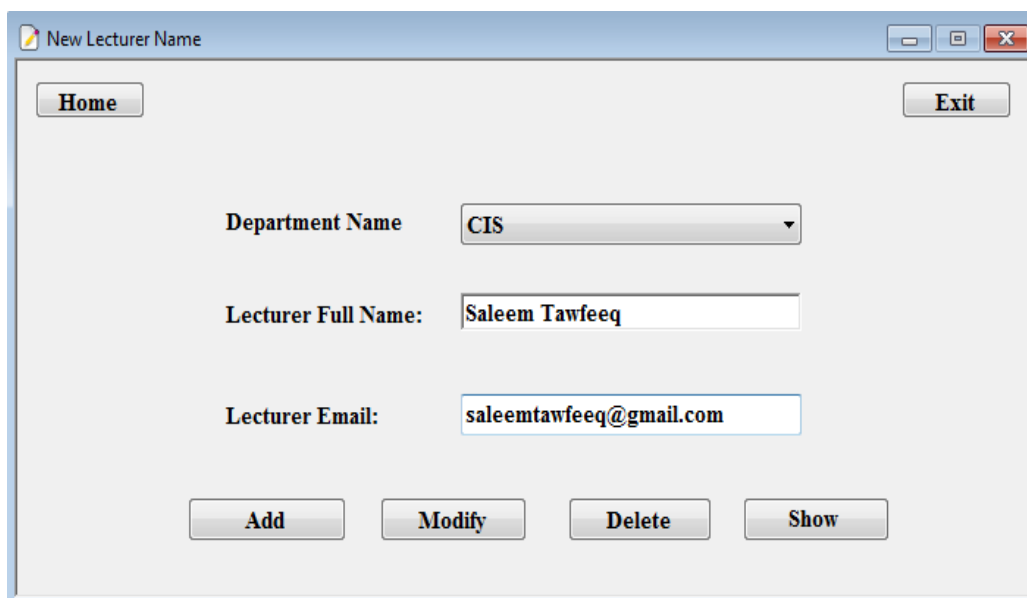 New Lecturer Name
Home Exit
Department Name CIS
Lecturer Full Name: Saleem Tawfeeq
Lecturer Email: saleemtawfeeq@gmail.com
Add Modify Delete Show